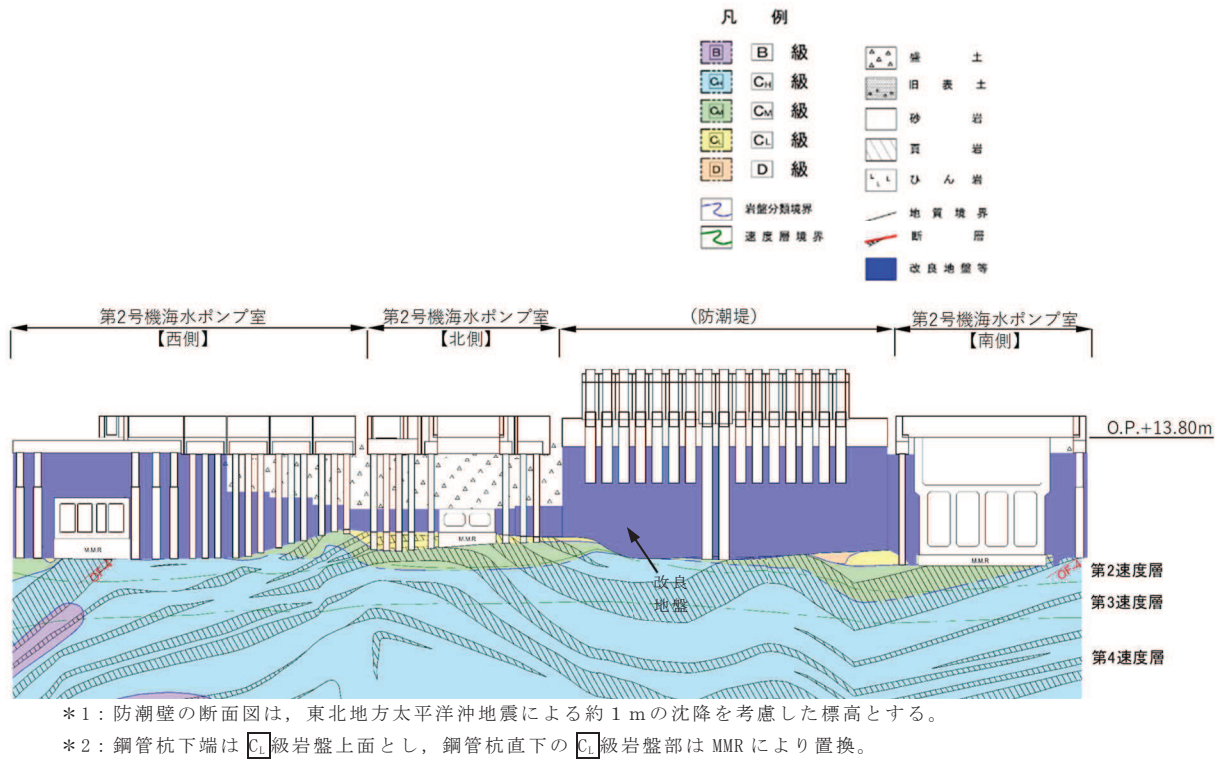 凡 例
B B 級
CH CH 級
CM CM 級
CL CL 級
D D 級
岩盤分類境界
速度層境界
盛土
旧表土
砂岩
頁岩
ひん岩
地質境界
断層
改良地盤等
第2号機海水ポンプ室
【西側】
第2号機海水ポンプ室
【北側】
(防潮堤)
第2号機海水ポンプ室
【南側】
O.P.+13.80m
M.M.R
M.M.R
M.M.R
改良
地盤
OF-4
第2速度層
第3速度層
第4速度層
*1:防潮壁の断面図は,東北地方太平洋沖地震による約1mの沈降を考慮した標高とする。
*2:鋼管杭下端はCL級岩盤上面とし,鋼管杭直下のCL級岩盤部はMMRにより置換。